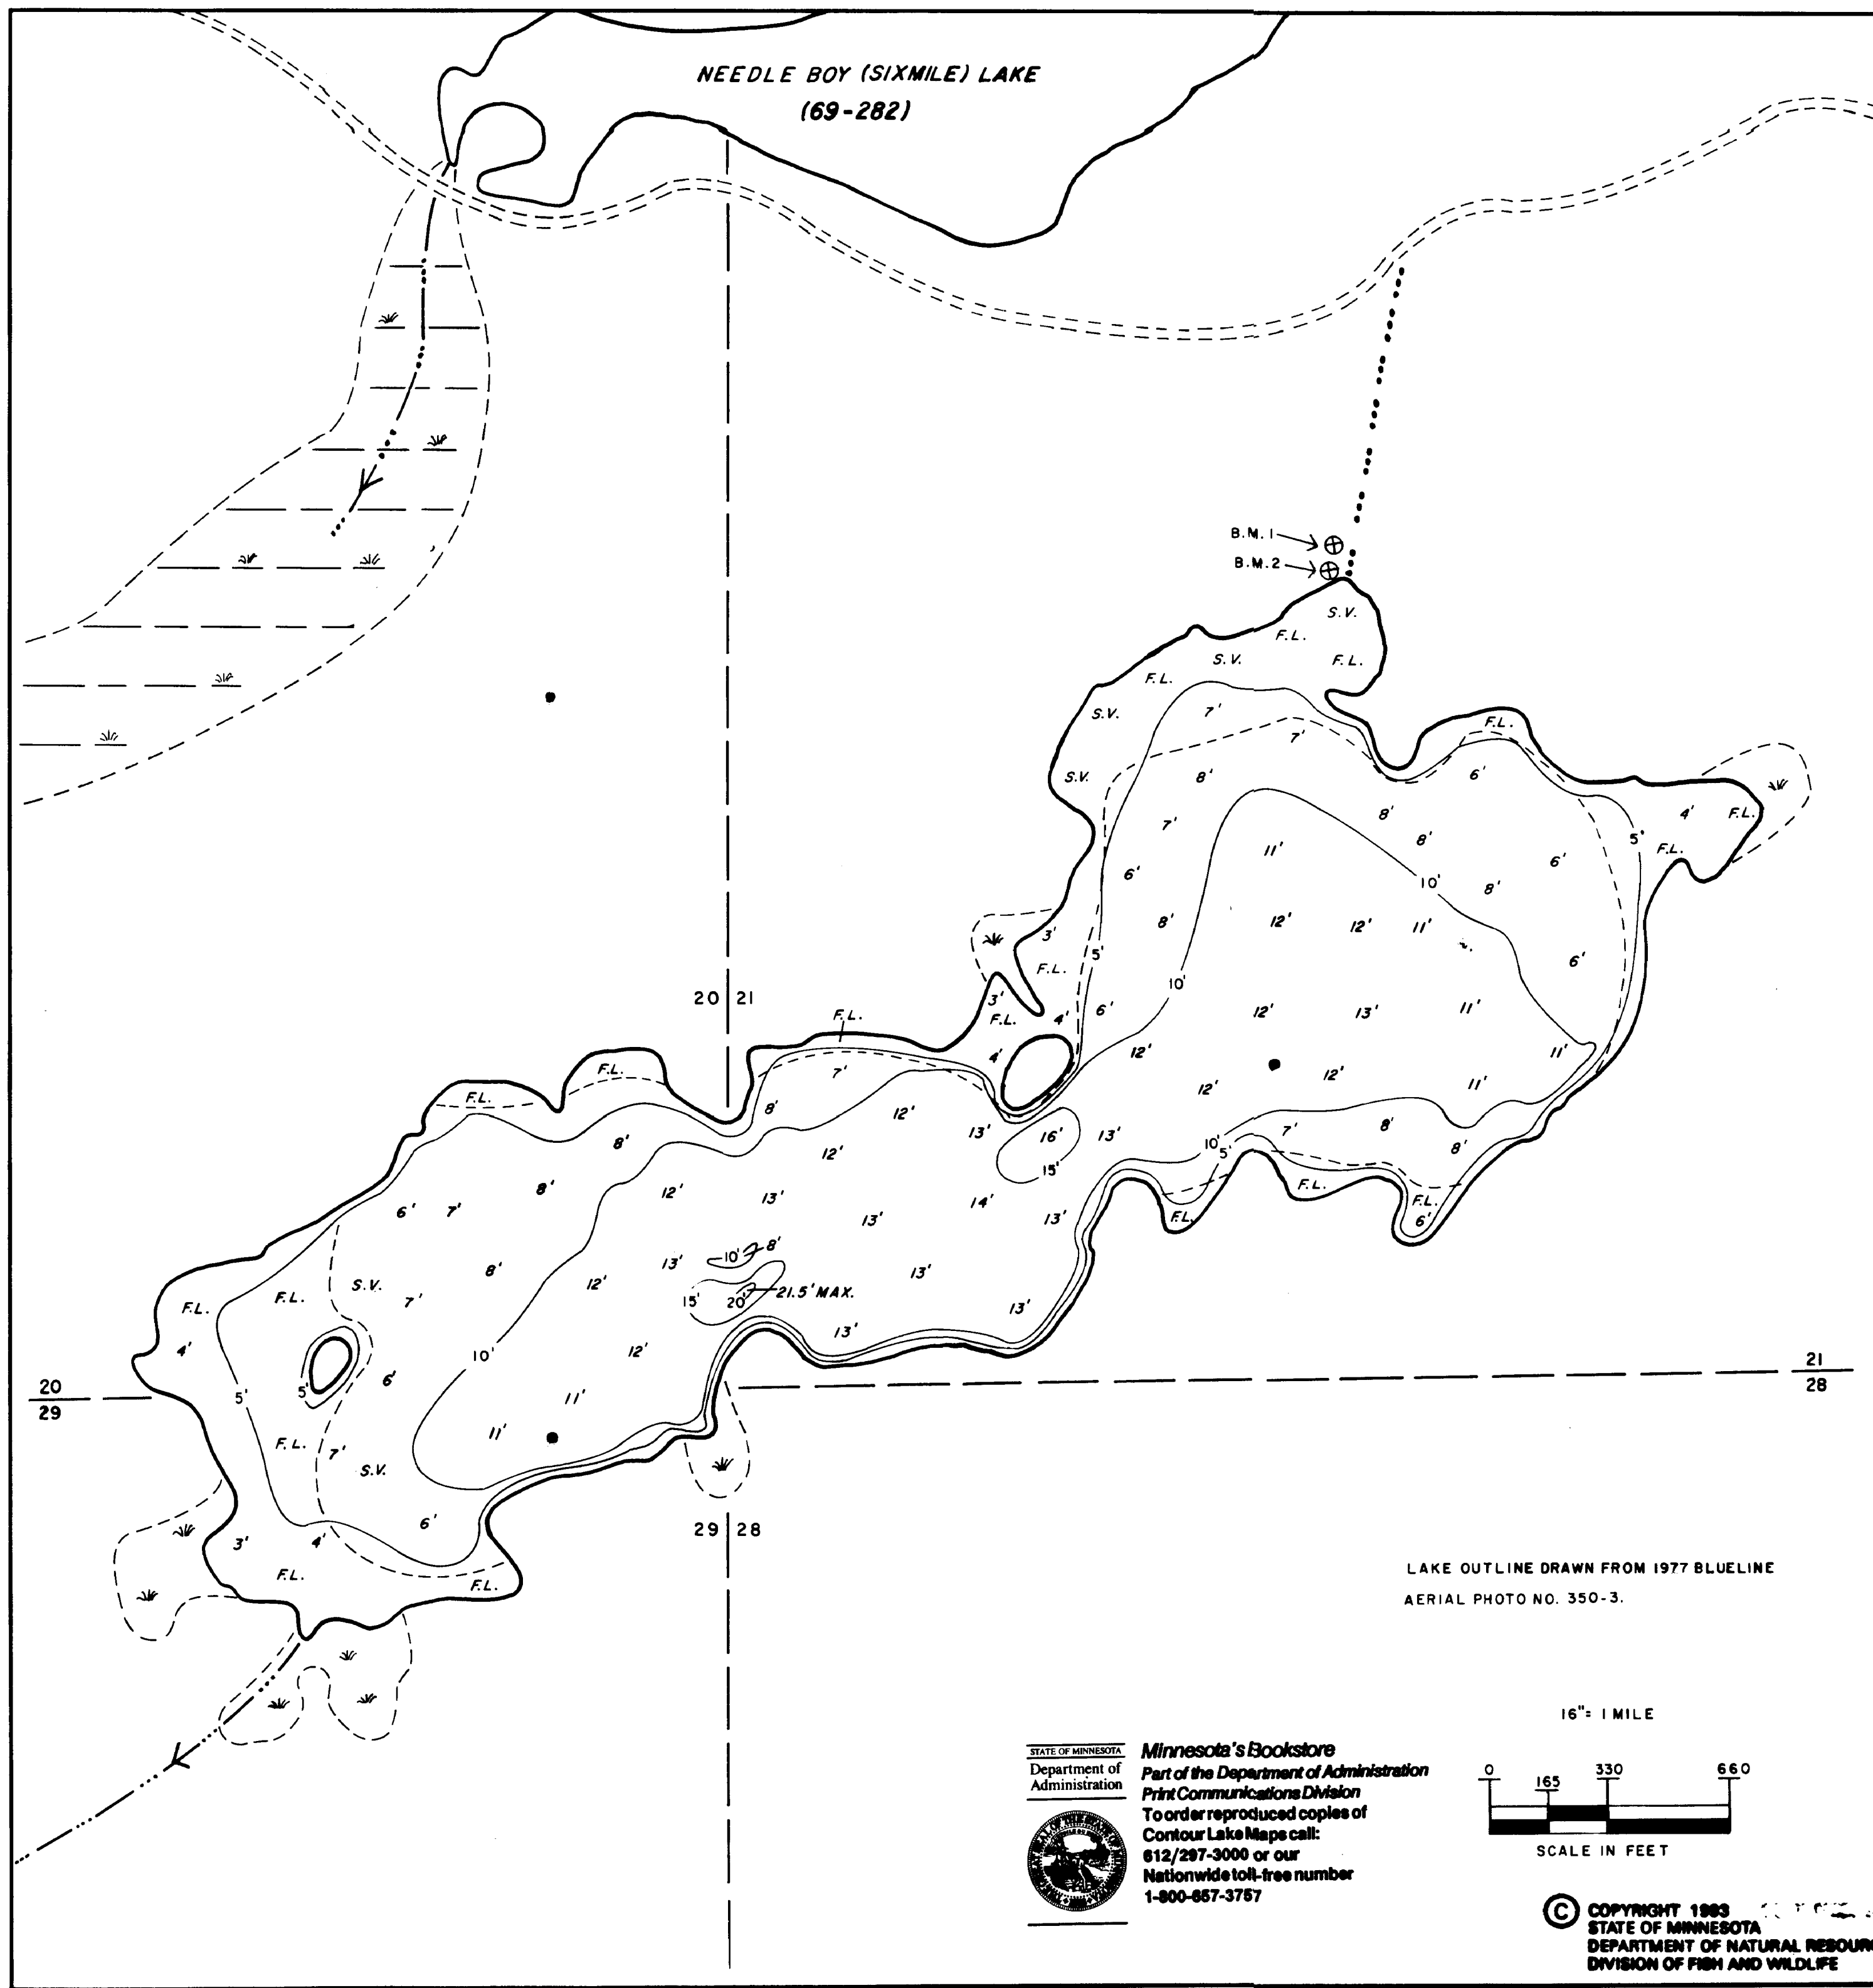 NEEDLE BOY (SIXMILE) LAKE
(69-282)
B.M.1
B.M.2
S.V.
F.L.
S.V. F.L.
F.L.
S.V. 7' F.L.
7'
S.V. 8' 6'
4' F.L.
7' 8' 8' 5' F.L.
11' 6'
6' 10' 8'
8' 12' 12' 11'
3' 5' 6'
F.L. 10'
20 21 3'
F.L. 4' 6' 12' 13' 11'
F.L. 4' 12' 11'
F.L. 7' 12' 12' 11'
F.L. 8' 12'
8' 12' 13' 16' 13' 10' 5' 7' 8' 8'
15'
8' 12' 13' 14' F.L. F.L.
6' 7' 13' 13' F.L. 6'
8' 13' 10' 8' 13'
S.V. 12' 21.5' MAX.
F.L. F.L. 7' 15' 20' 13'
4' 12' 13'
10'
6'
20 5' 5' 11' 21
29 28
F.L. 7' 11'
S.V.
6' 29 28
3' 4'
F.L. F.L.
LAKE OUTLINE DRAWN FROM 1977 BLUELINE
AERIAL PHOTO NO. 350-3.
16"= 1 MILE
0 165 330 660
SCALE IN FEET
STATE OF MINNESOTA
Department of
Administration
Minnesota's Bookstore
Part of the Department of Administration
Print Communications Division
To order reproduced copies of
Contour Lake Maps call:
612/297-3000 or our
Nationwide toll-free number
1-800-657-3757
© COPYRIGHT 1983
STATE OF MINNESOTA
DEPARTMENT OF NATURAL RESOUR
DIVISION OF FISH AND WILDLIFE